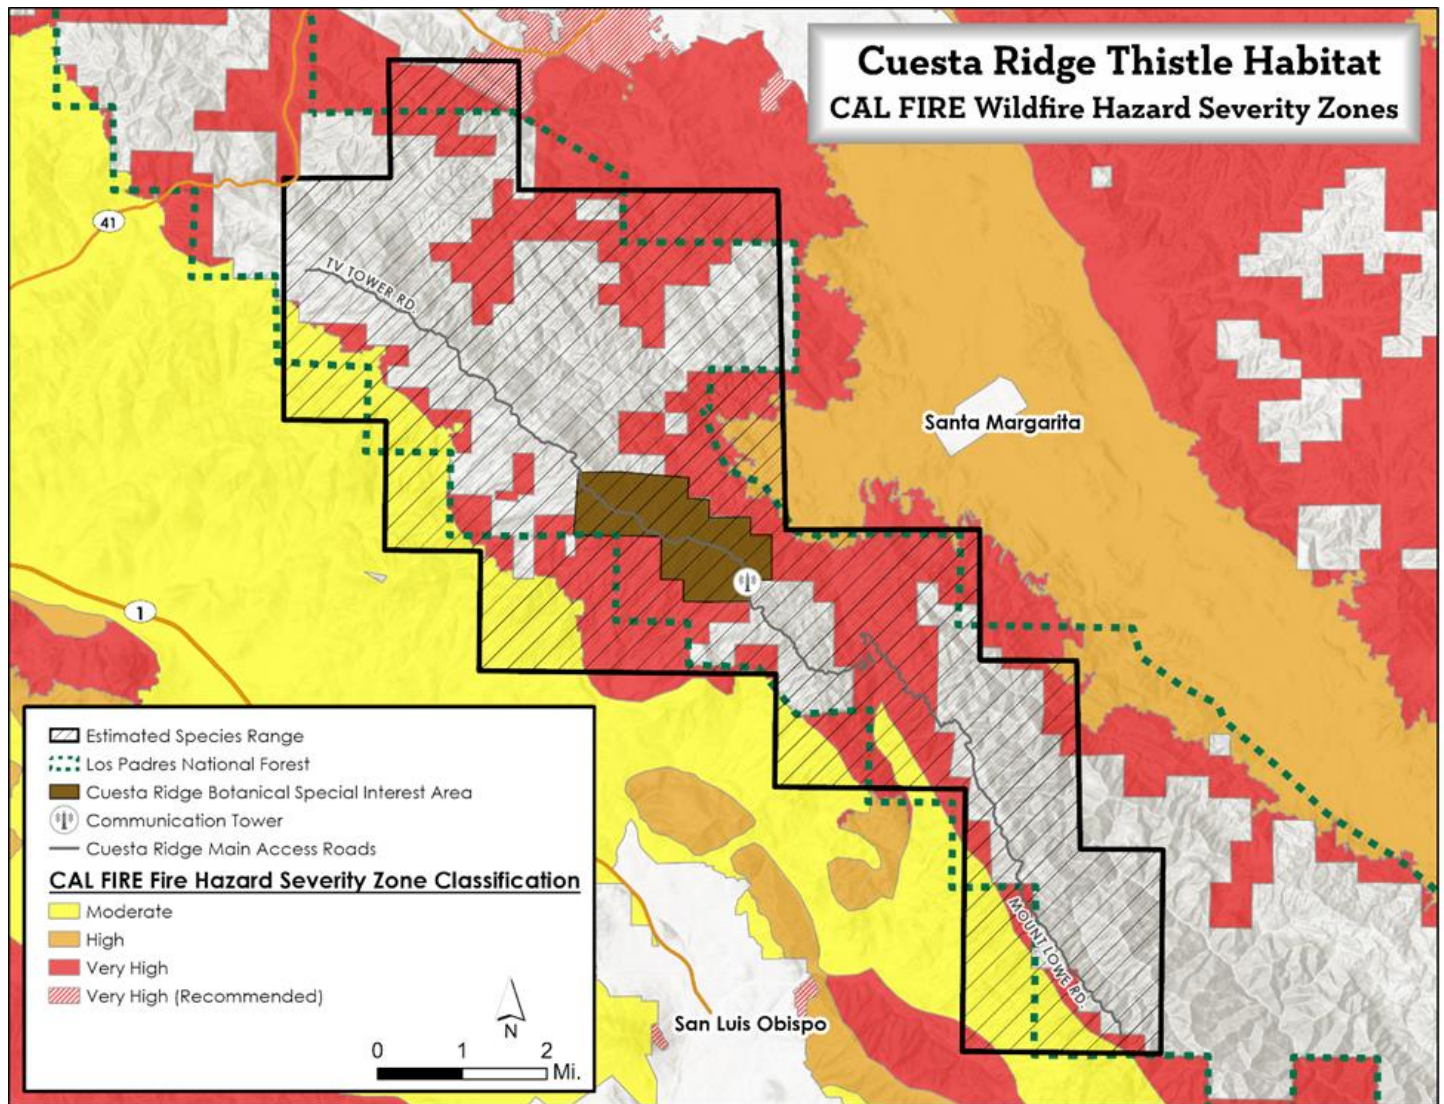 Cuesta Ridge Thistle Habitat
CAL FIRE Wildfire Hazard Severity Zones
41
TV TOWER RD.
Santa Margarita
1
MOUNT LOWE RD.
San Luis Obispo
Estimated Species Range
Los Padres National Forest
Cuesta Ridge Botanical Special Interest Area
Communication Tower
Cuesta Ridge Main Access Roads
CAL FIRE Fire Hazard Severity Zone Classification
Moderate
High
Very High
Very High (Recommended)
N
0 1 2
Mi.